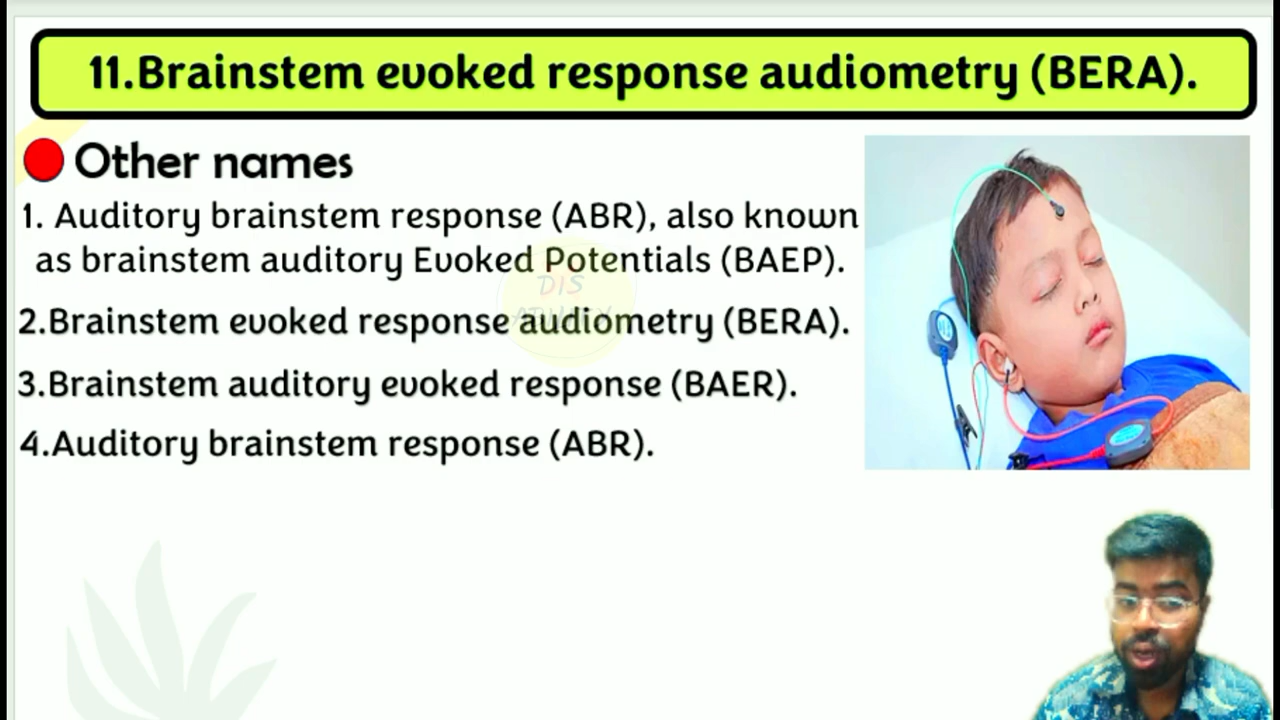 11.Brainstem evoked response audiometry (BERA).
Other names
1. Auditory brainstem response (ABR), also known
as brainstem auditory Evoked Potentials (BAEP).
DIS
2.Brainstem evoked response audiometry (BERA).
3.Brainstem auditory evoked response (BAER).
4.Auditory brainstem response (ABR).